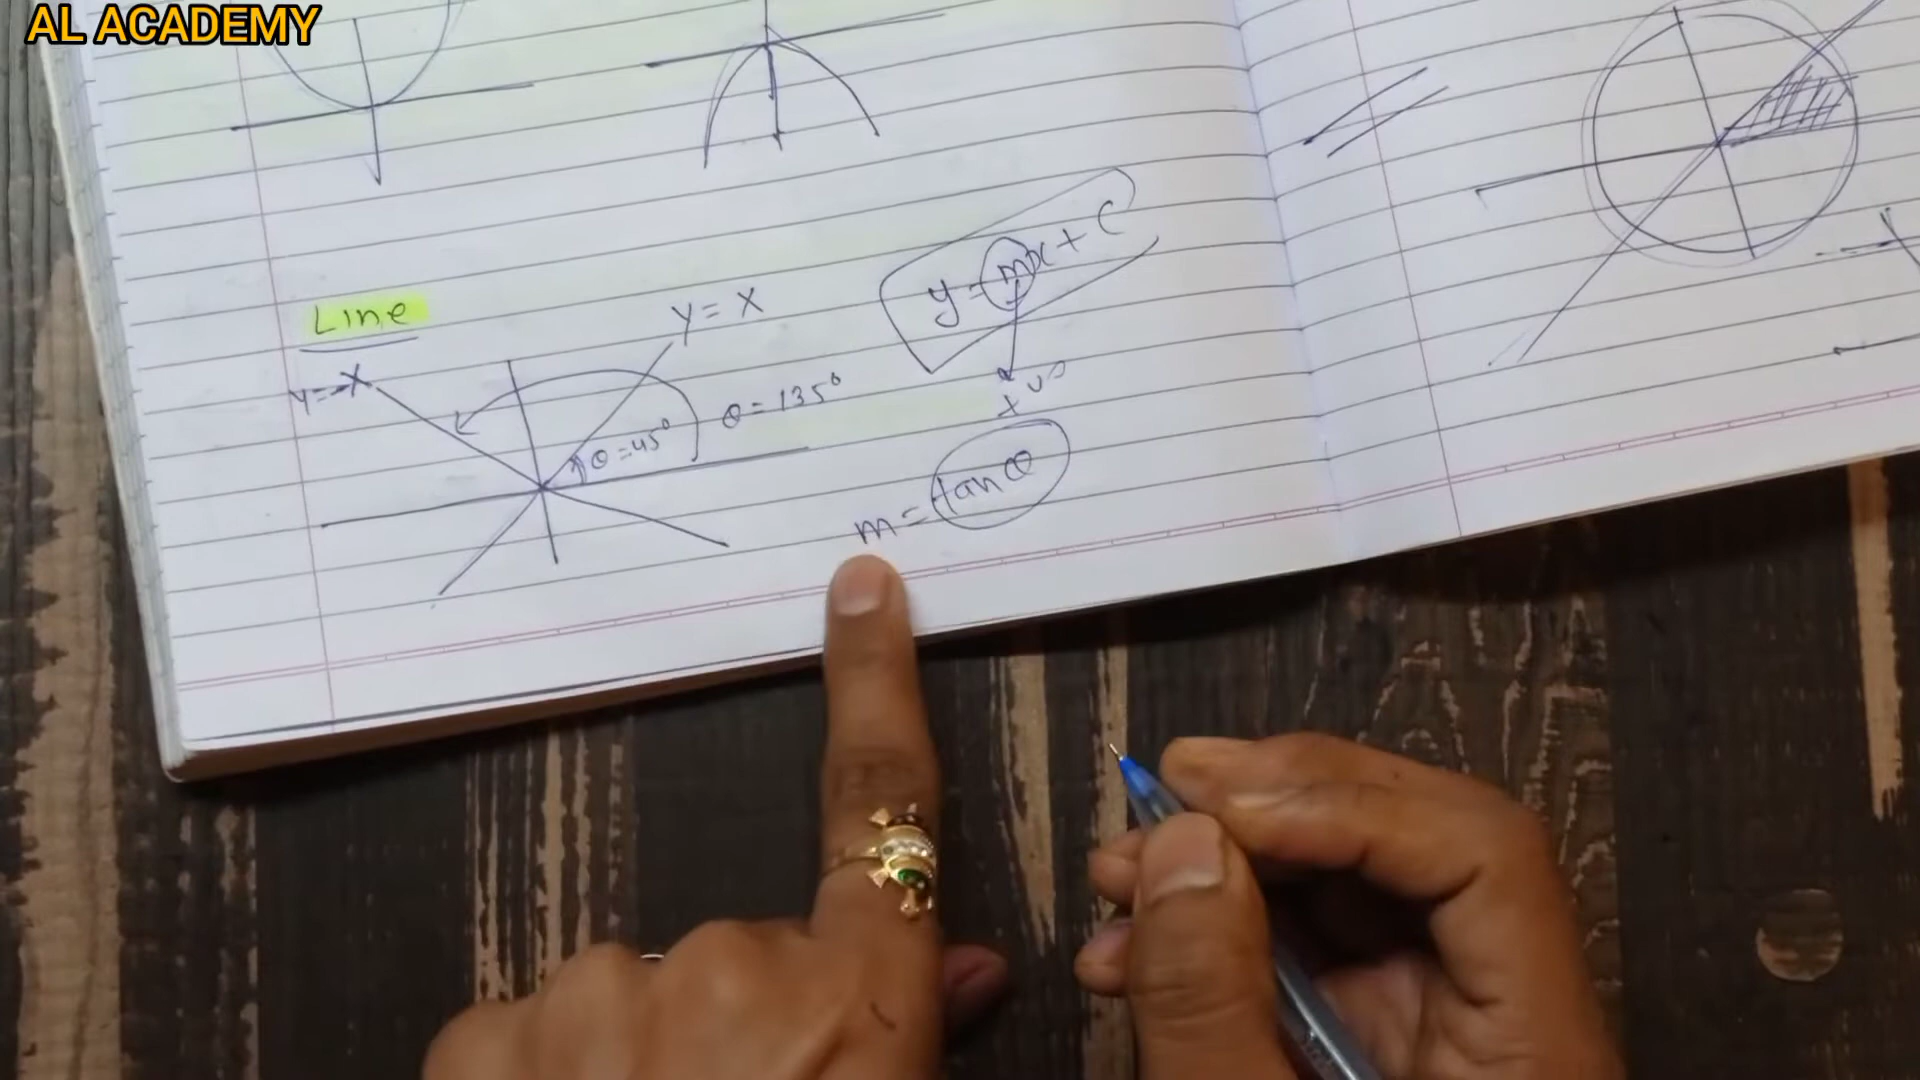 AL ACADEMY
Line
y = x
y = mx + c
y = -x
θ = 135°
θ = 45°
m = tan θ